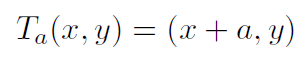 T_a(x, y) = (x + a, y)